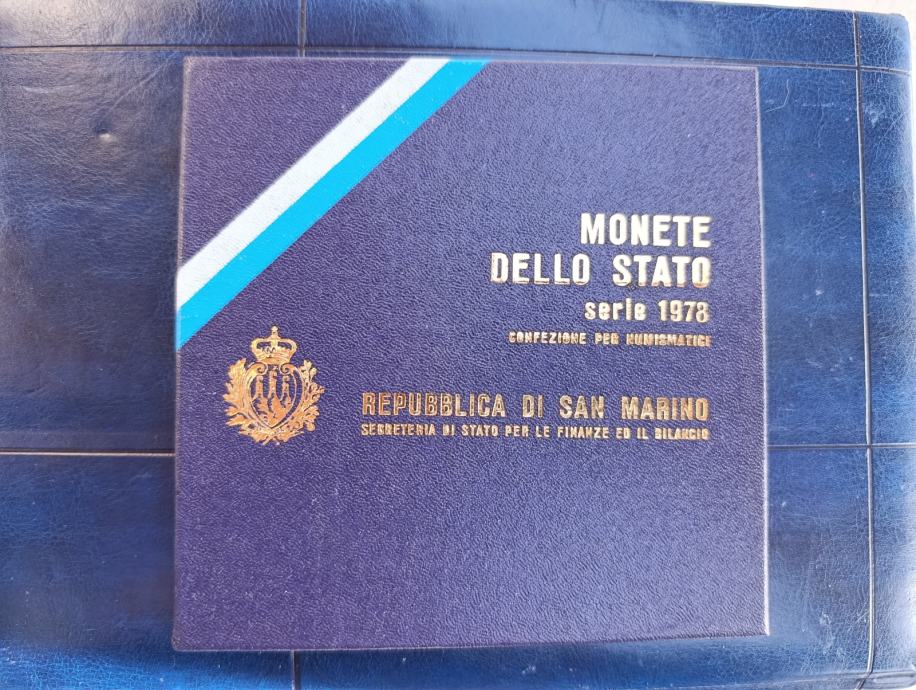 MONETE
DELLO STATO
serie 1978
CONFEZIONE PER NUMISMATICI
REPUBBLICA DI SAN MARINO
SEGRETERIA DI STATO PER LE FINANZE ED IL BILANCIO